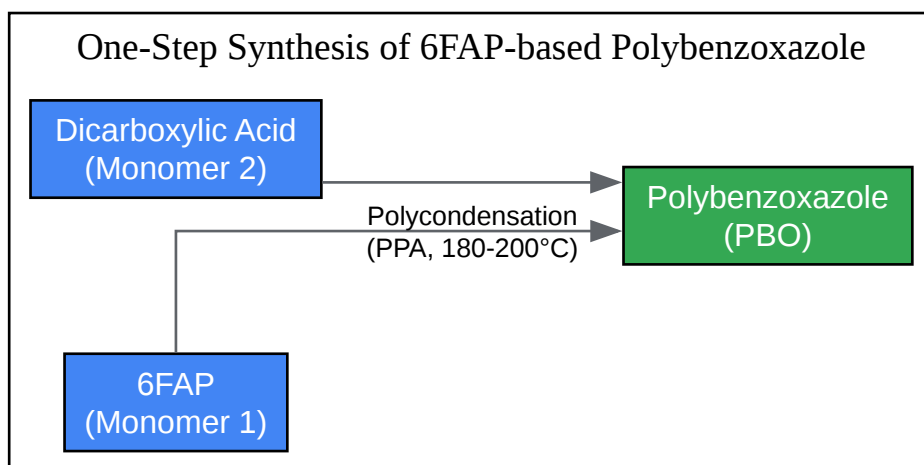 One-Step Synthesis of 6FAP-based Polybenzoxazole
Dicarboxylic Acid
(Monomer 2)
Polycondensation
(PPA, 180-200°C)
Polybenzoxazole
(PBO)
6FAP
(Monomer 1)